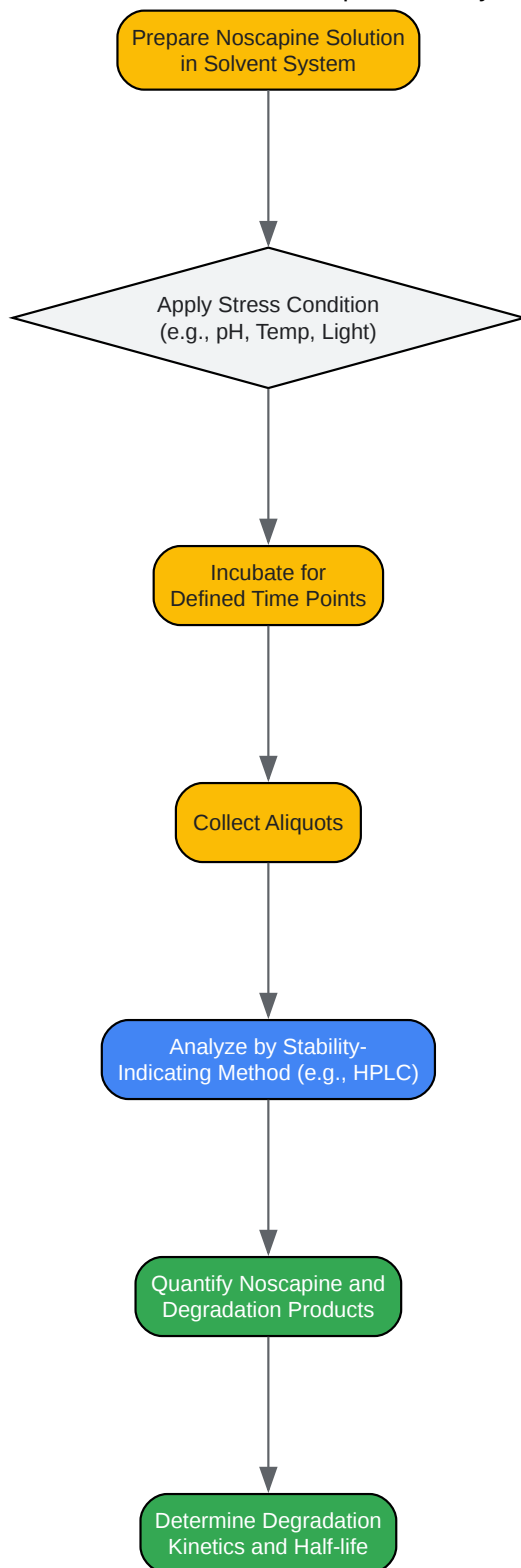 Prepare Noscapine Solution
in Solvent System
Apply Stress Condition
(e.g., pH, Temp, Light)
Incubate for
Defined Time Points
Collect Aliquots
Analyze by Stability-
Indicating Method (e.g., HPLC)
Quantify Noscapine and
Degradation Products
Determine Degradation
Kinetics and Half-life